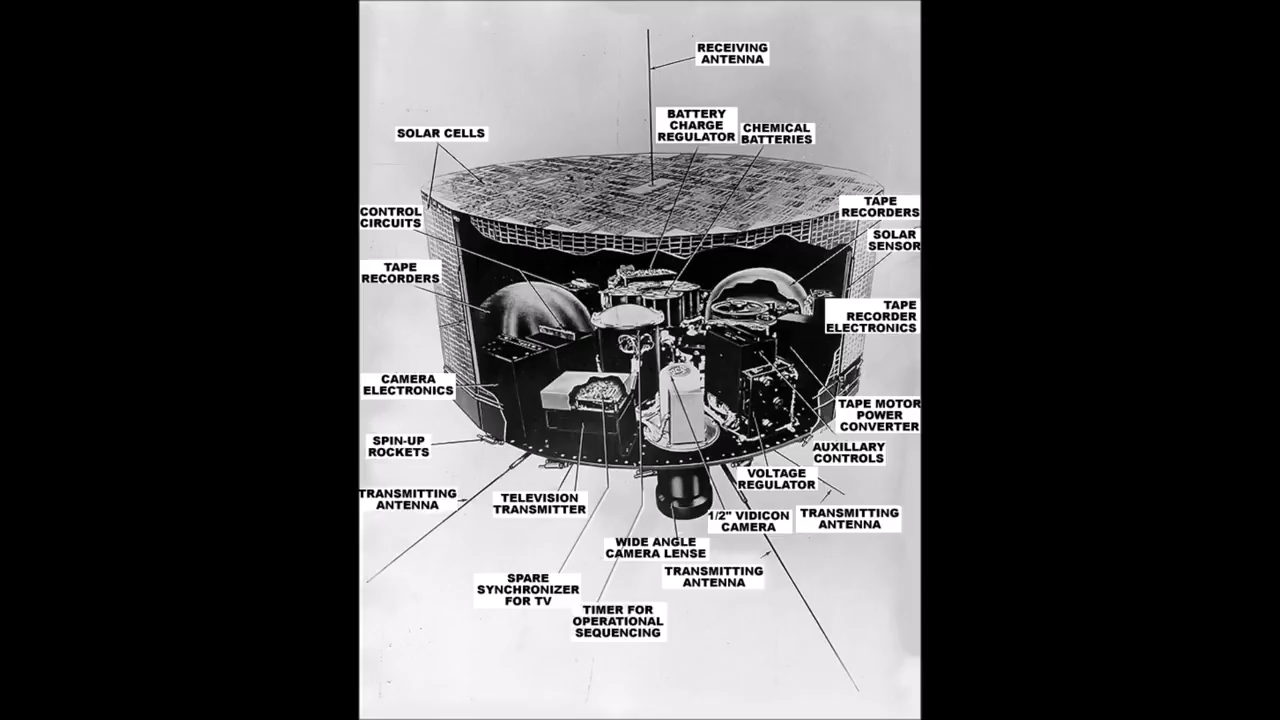 RECEIVING
ANTENNA
BATTERY
CHARGE
REGULATOR
CHEMICAL
BATTERIES
SOLAR CELLS
TAPE
RECORDERS
CONTROL
CIRCUITS
SOLAR
SENSOR
TAPE
RECORDERS
TAPE
RECORDER
ELECTRONICS
CAMERA
ELECTRONICS
TAPE MOTOR
POWER
CONVERTER
SPIN-UP
ROCKETS
AUXILLARY
CONTROLS
VOLTAGE
REGULATOR
TRANSMITTING
ANTENNA
TELEVISION
TRANSMITTER
1/2" VIDICON
CAMERA
TRANSMITTING
ANTENNA
WIDE ANGLE
CAMERA LENSE
TRANSMITTING
ANTENNA
SPARE
SYNCHRONIZER
FOR TV
TIMER FOR
OPERATIONAL
SEQUENCING